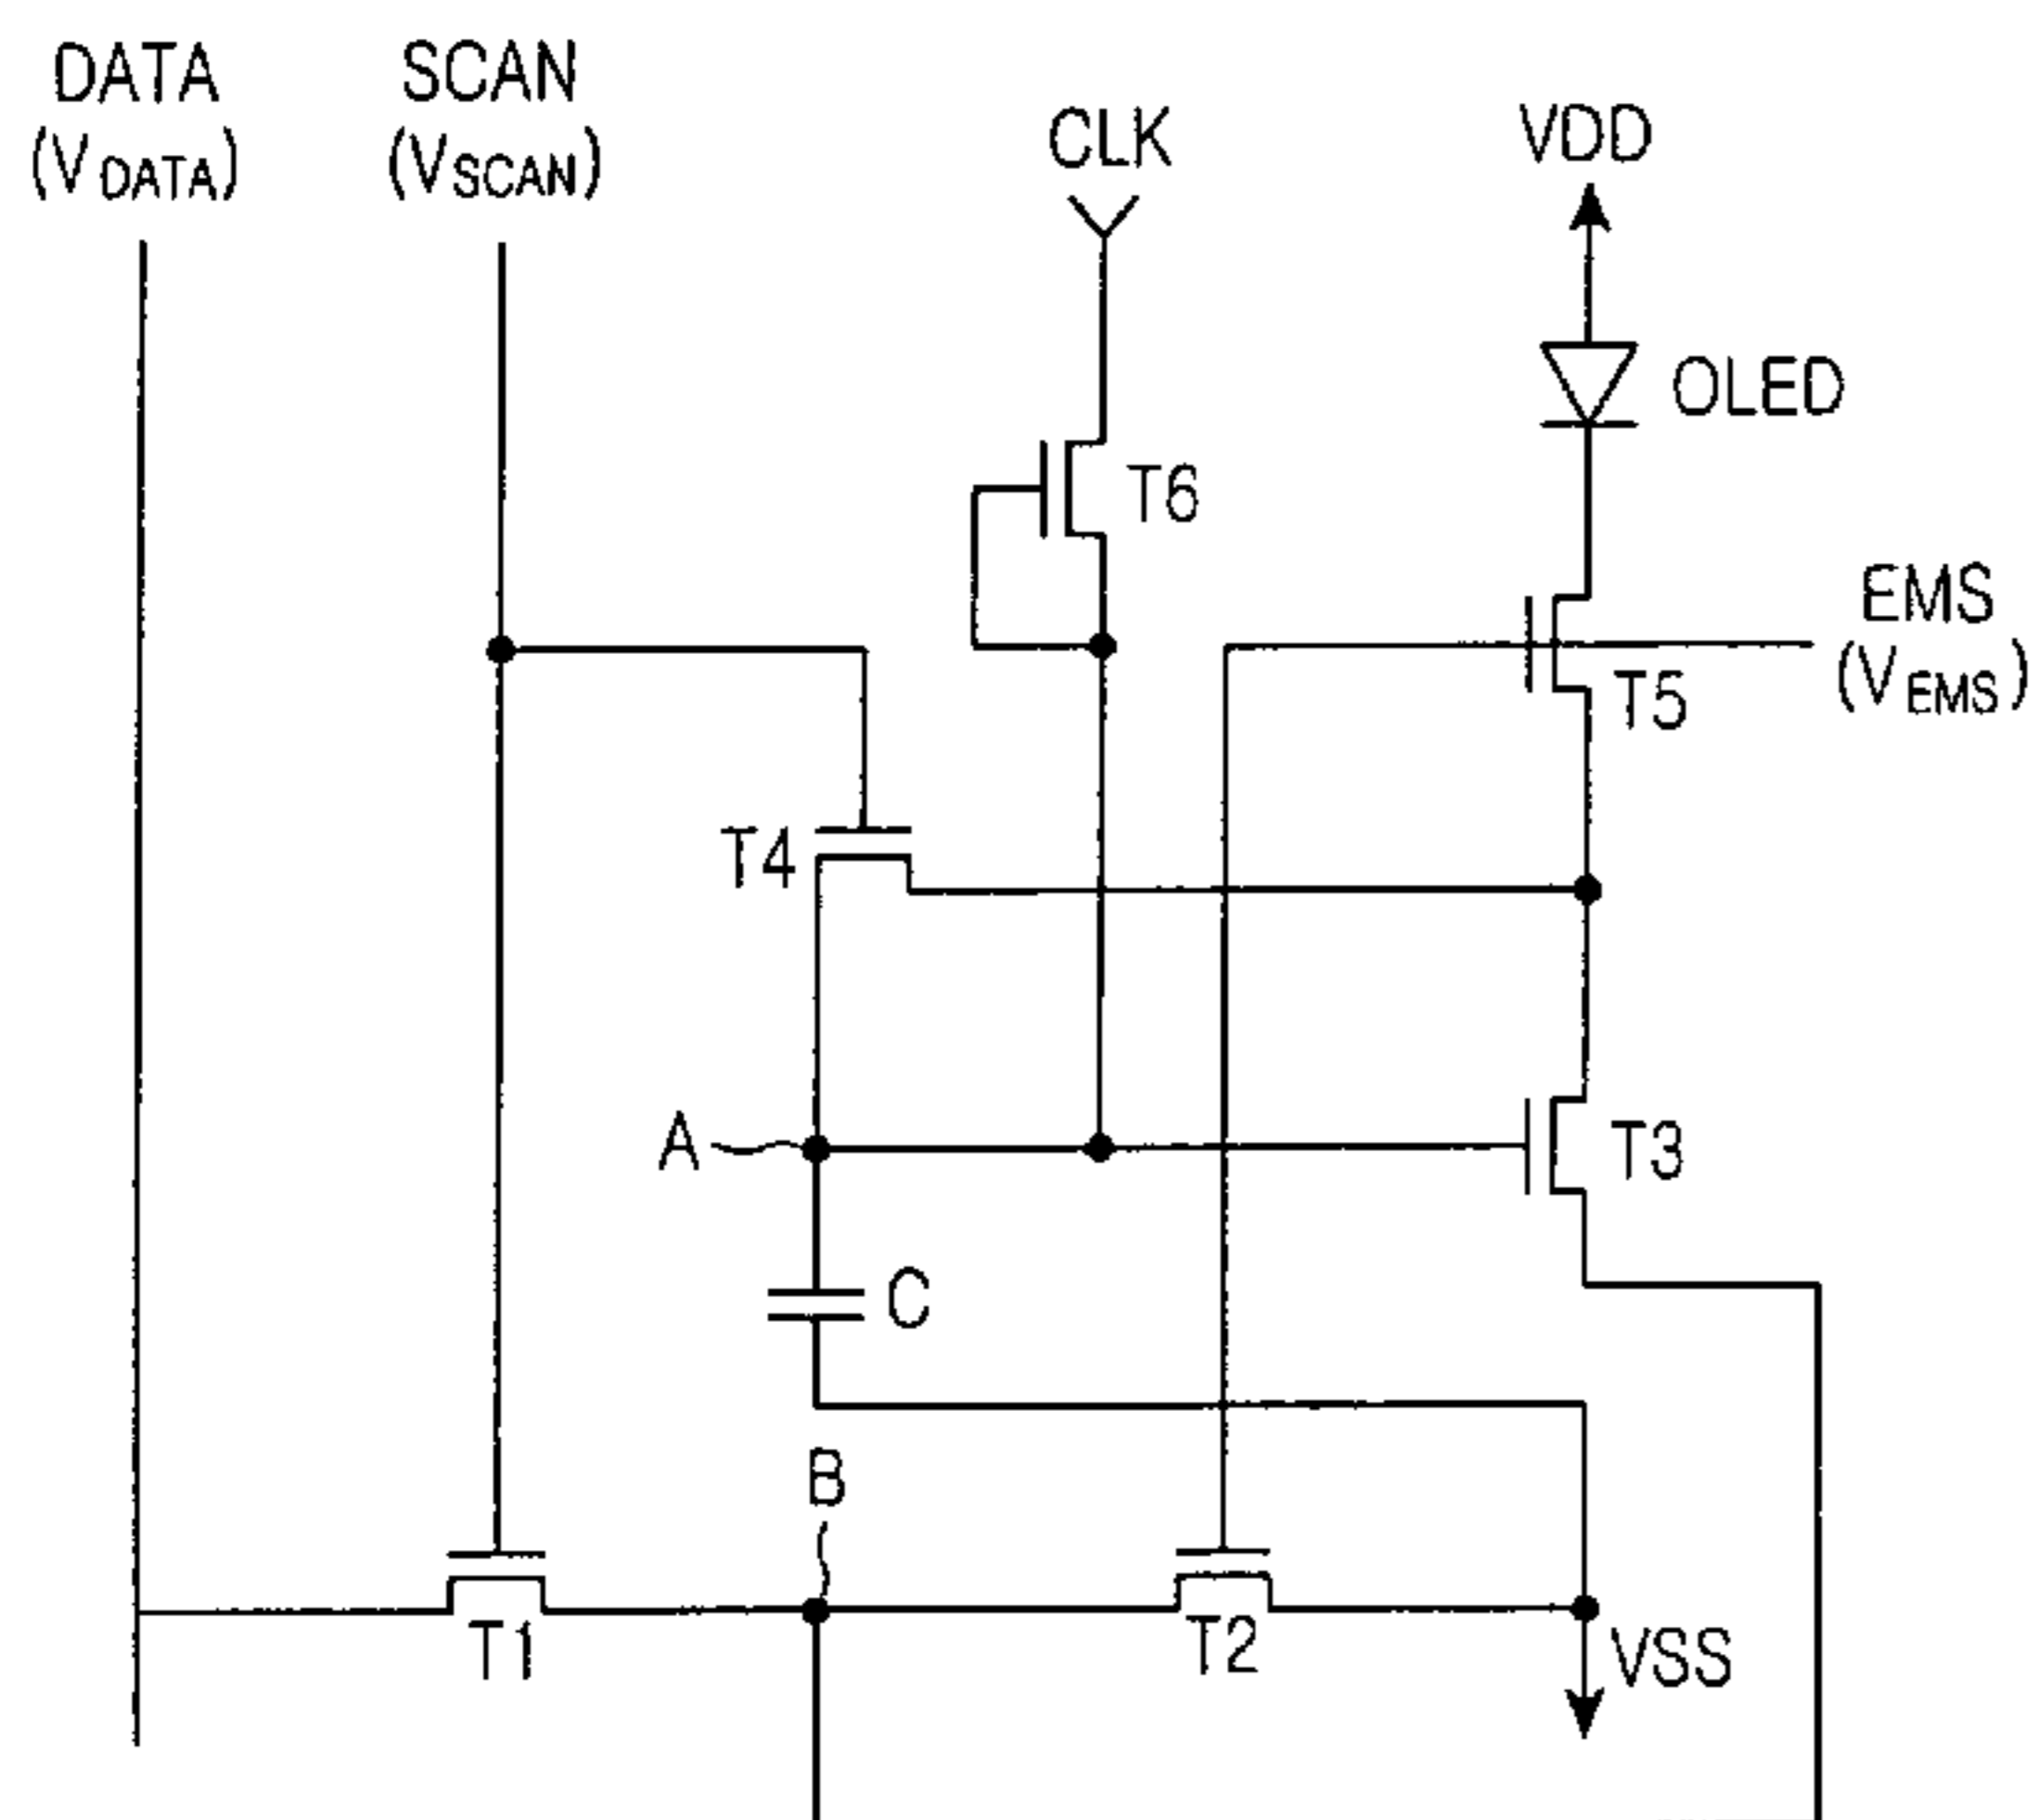 DATA
(VDATA)
SCAN
(VSCAN)
CLK
VDD
OLED
T6
EMS
(VEMS)
T5
T4
A
T3
C
B
T1
T2
VSS